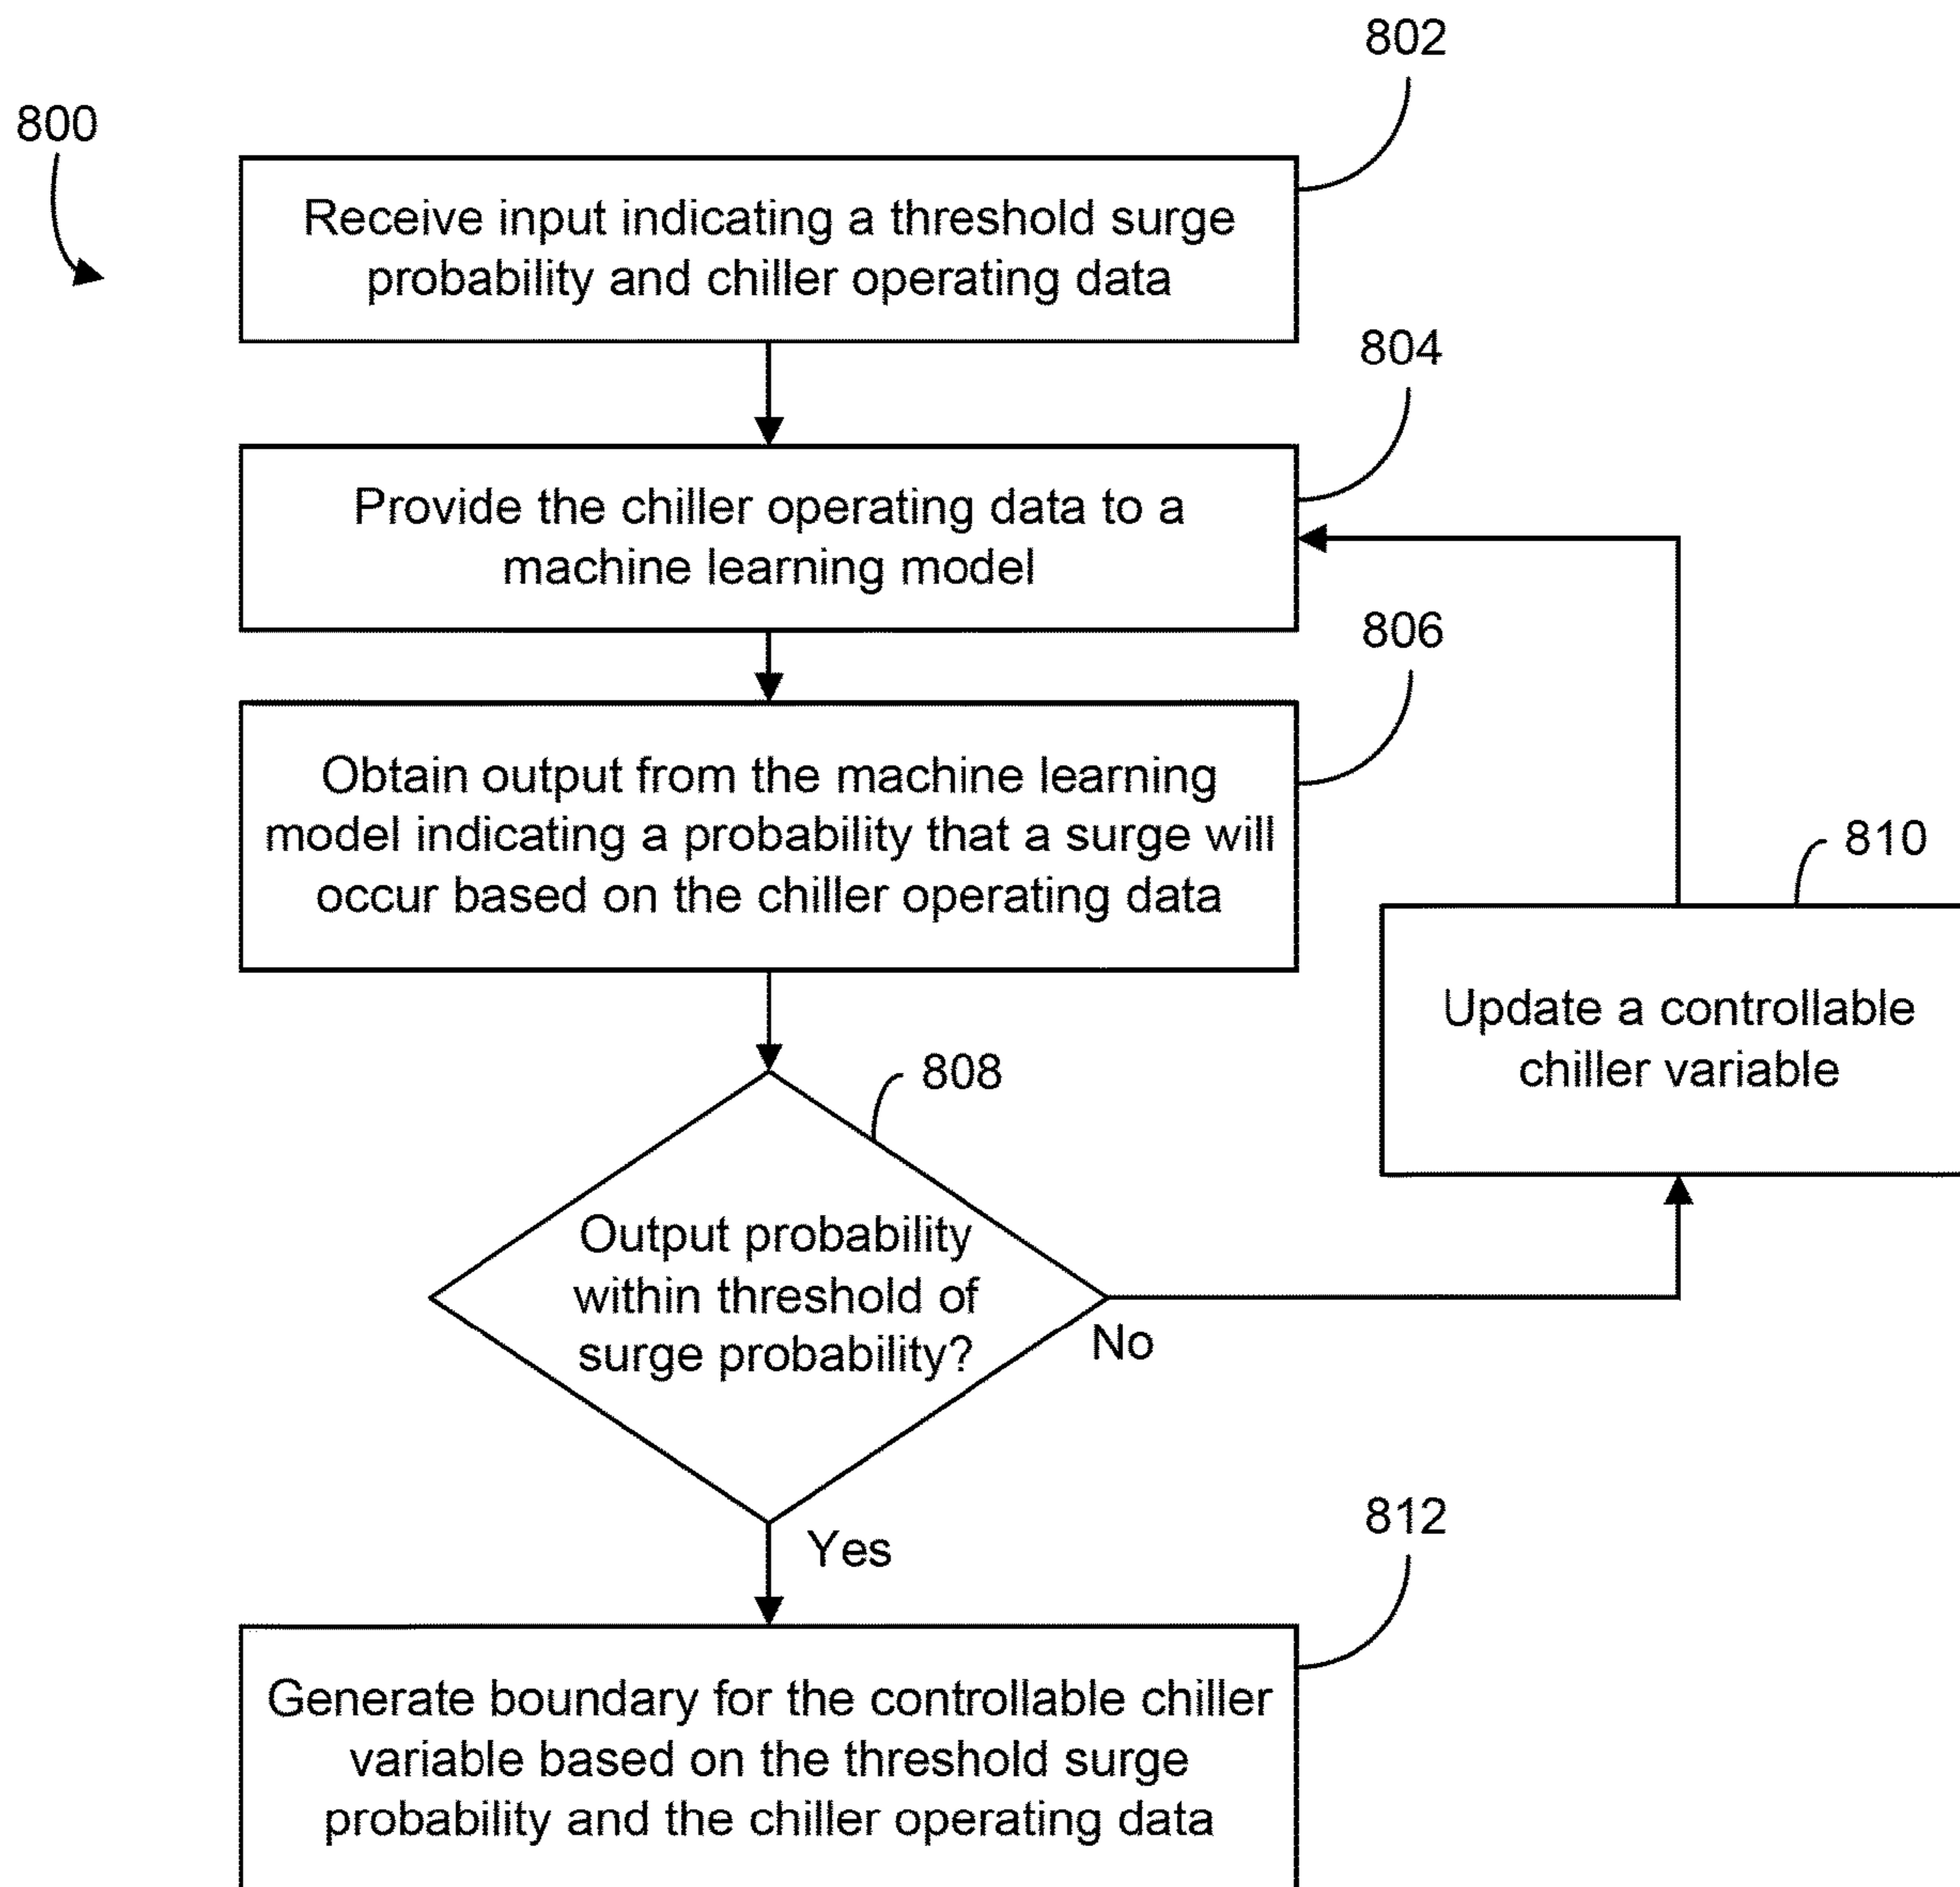 802
800
Receive input indicating a threshold surge
probability and chiller operating data
804
Provide the chiller operating data to a
machine learning model
806
Obtain output from the machine learning
model indicating a probability that a surge will
occur based on the chiller operating data
810
Update a controllable
chiller variable
808
Output probability
within threshold of
surge probability?
No
Yes
812
Generate boundary for the controllable chiller
variable based on the threshold surge
probability and the chiller operating data